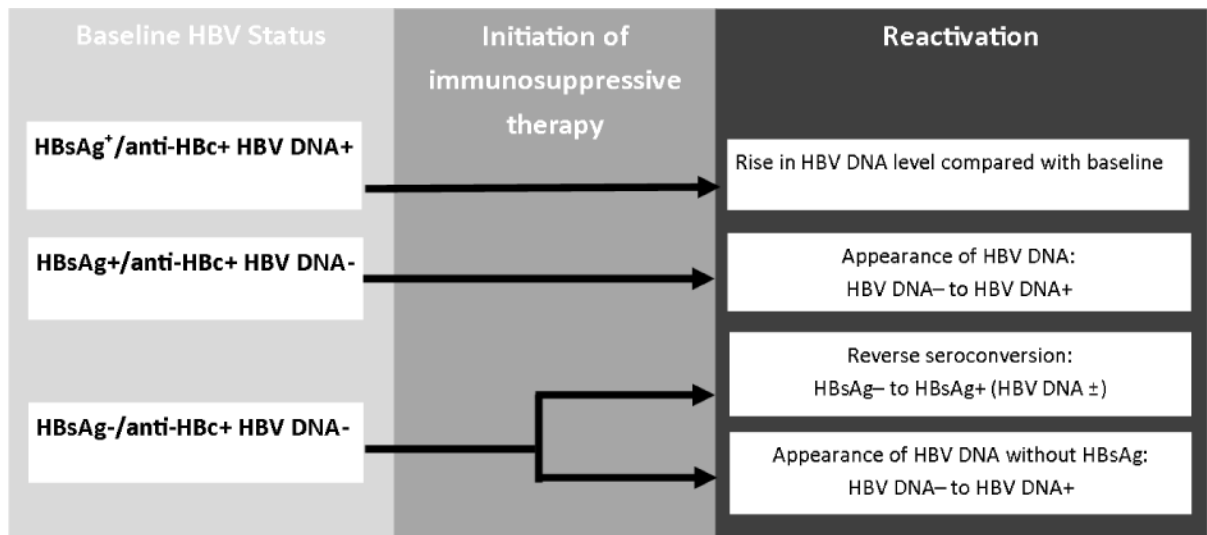 Baseline HBV Status
Initiation of
immunosuppressive
therapy
Reactivation
HBsAg⁺/anti-HBc+ HBV DNA+
Rise in HBV DNA level compared with baseline
HBsAg+/anti-HBc+ HBV DNA-
Appearance of HBV DNA:
HBV DNA– to HBV DNA+
HBsAg-/anti-HBc+ HBV DNA-
Reverse seroconversion:
HBsAg– to HBsAg+ (HBV DNA ±)
Appearance of HBV DNA without HBsAg:
HBV DNA– to HBV DNA+